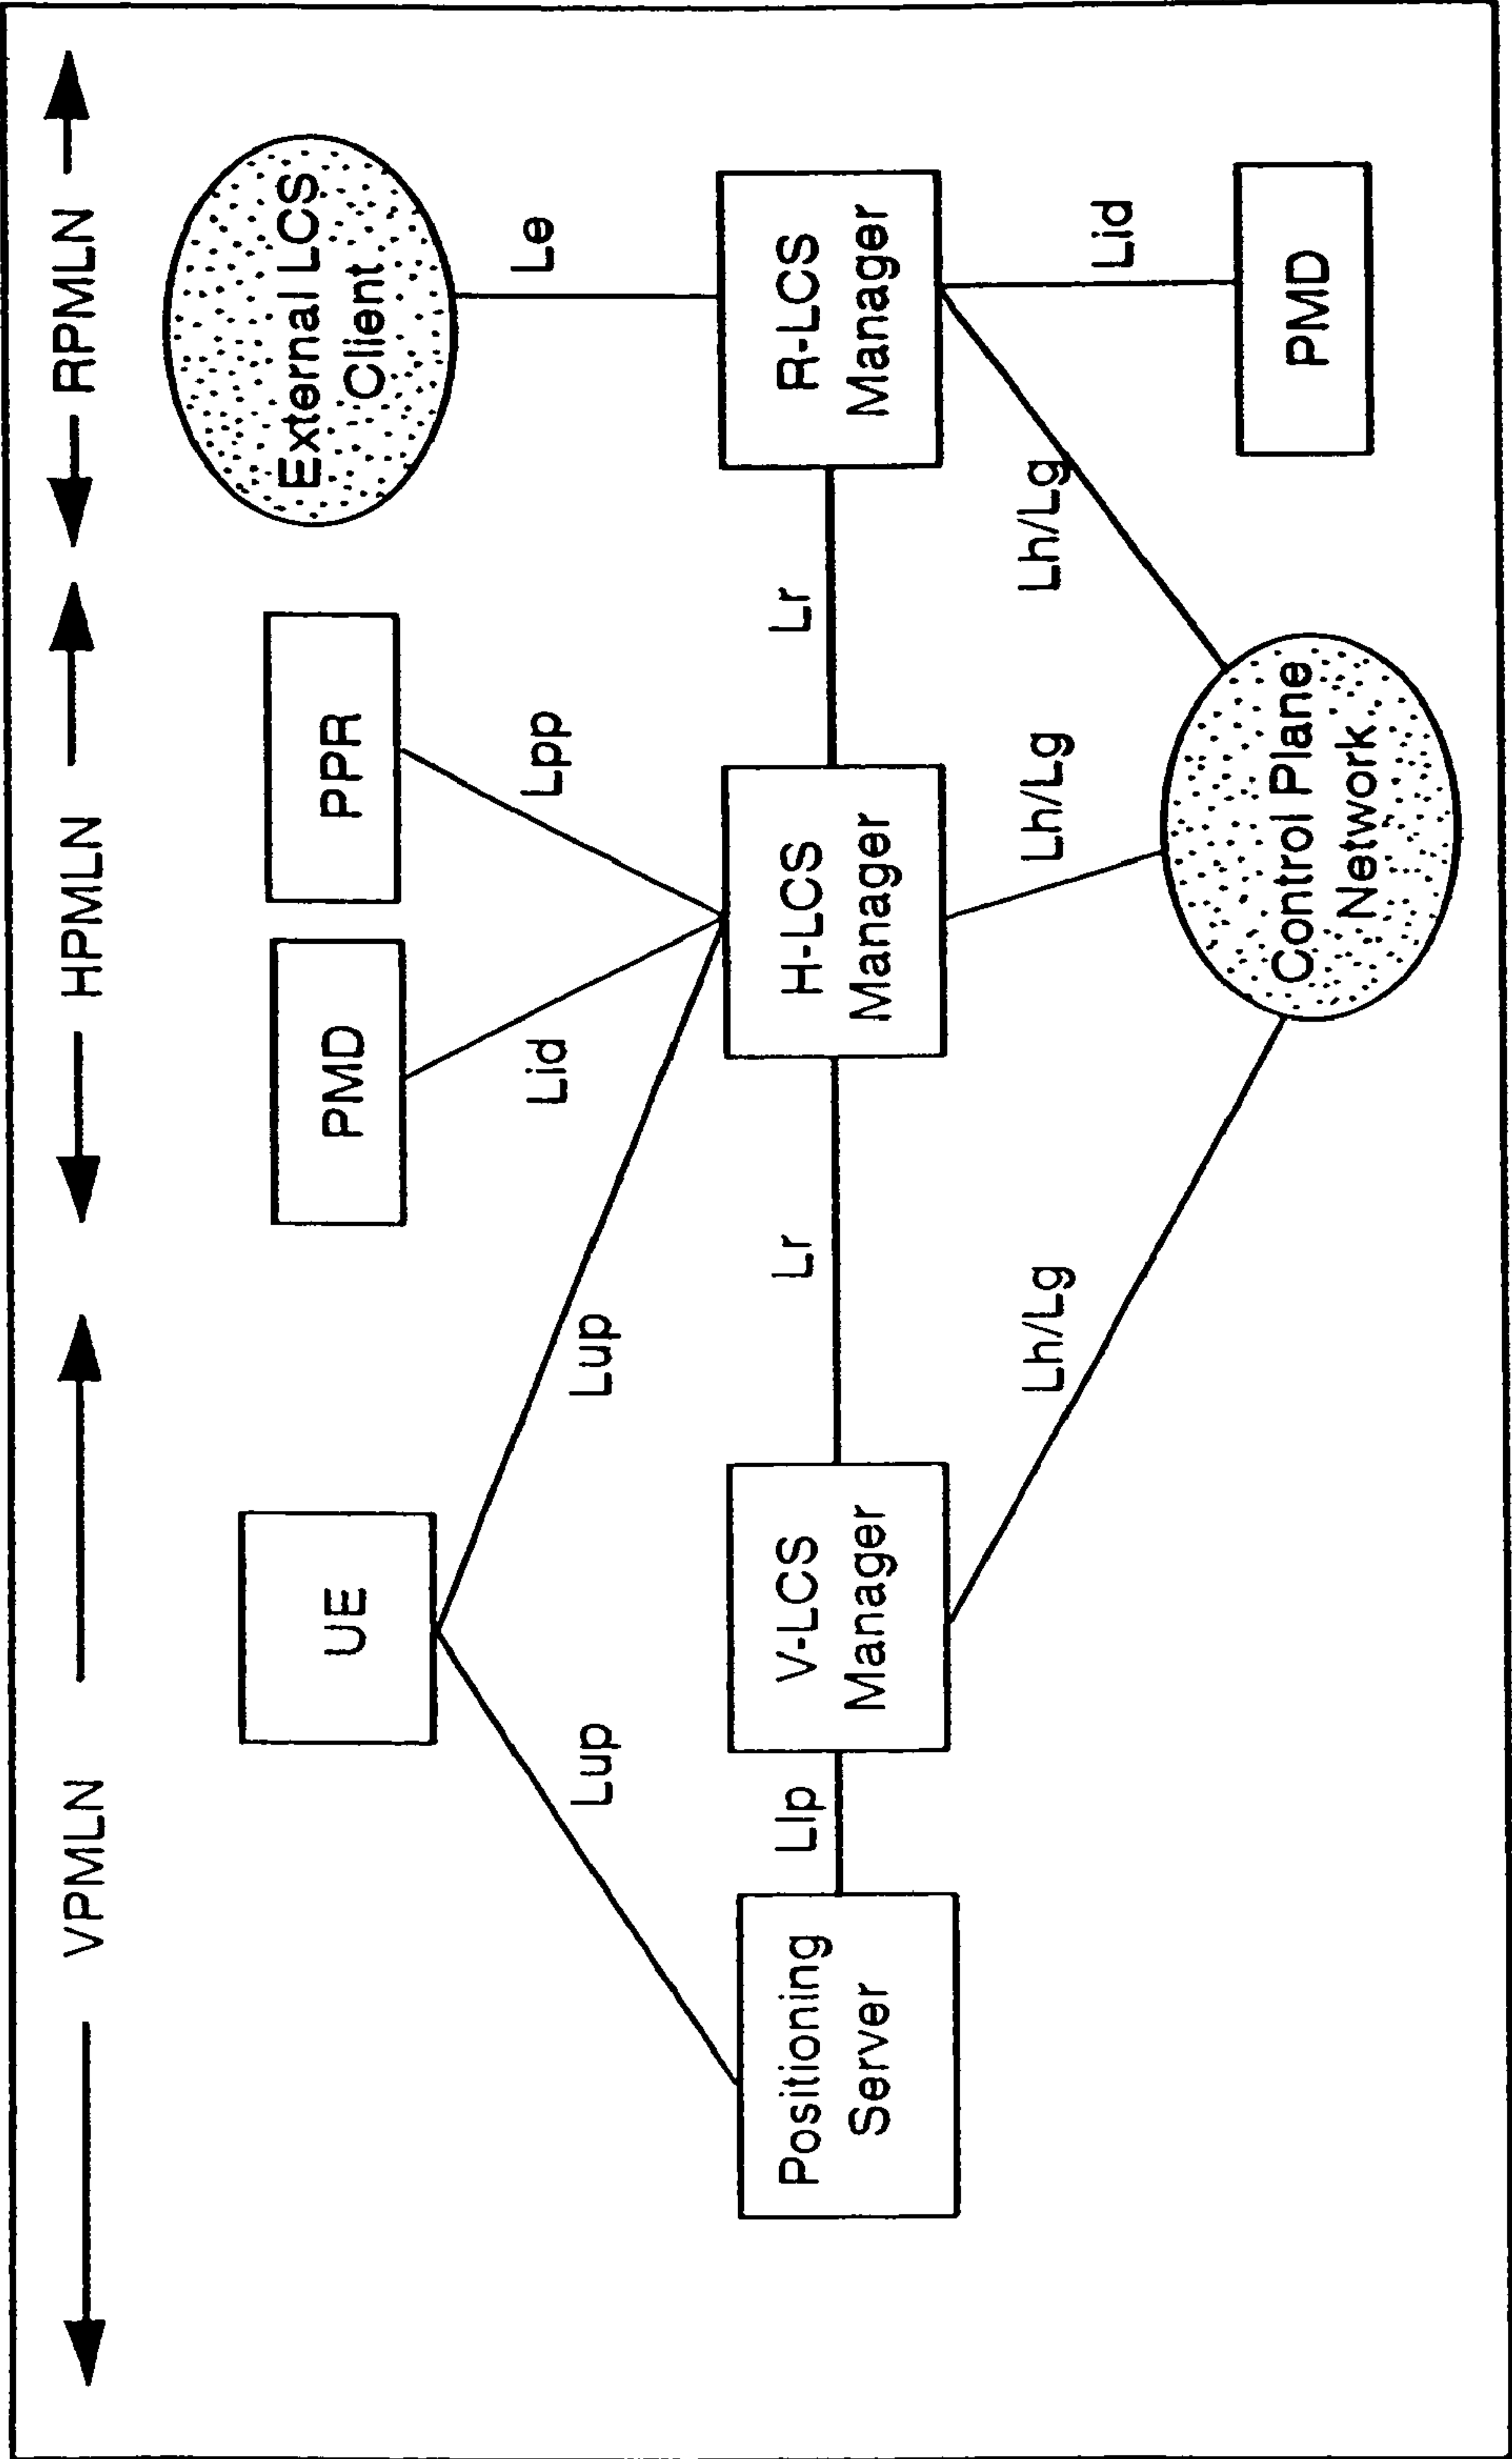 VPMLN
HPMLN
RPMLN
UE
PMD
PPR
External LCS
Client
Lup
Lup
Lid
Lpp
Le
Positioning
Server
Llp
V-LCS
Manager
Lr
H-LCS
Manager
Lr
R-LCS
Manager
Lh/Lg
Lh/Lg
Lh/Lg
Lid
Control Plane
Network
PMD